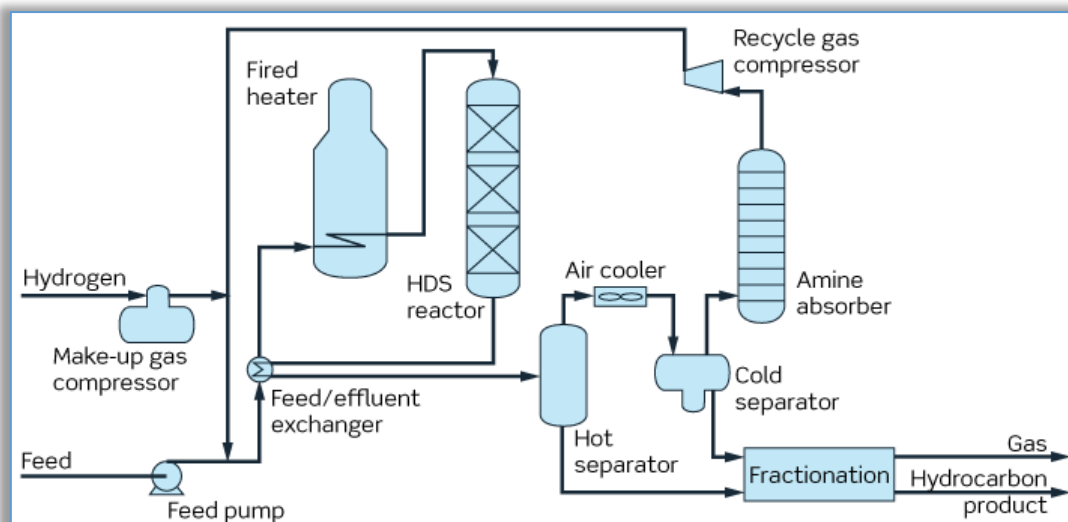 Recycle gas
compressor
Fired
heater
Hydrogen
Make-up gas
compressor
HDS
reactor
Air cooler
Amine
absorber
Feed/effluent
exchanger
Cold
separator
Hot
separator
Feed
Feed pump
Fractionation
Gas
Hydrocarbon
product